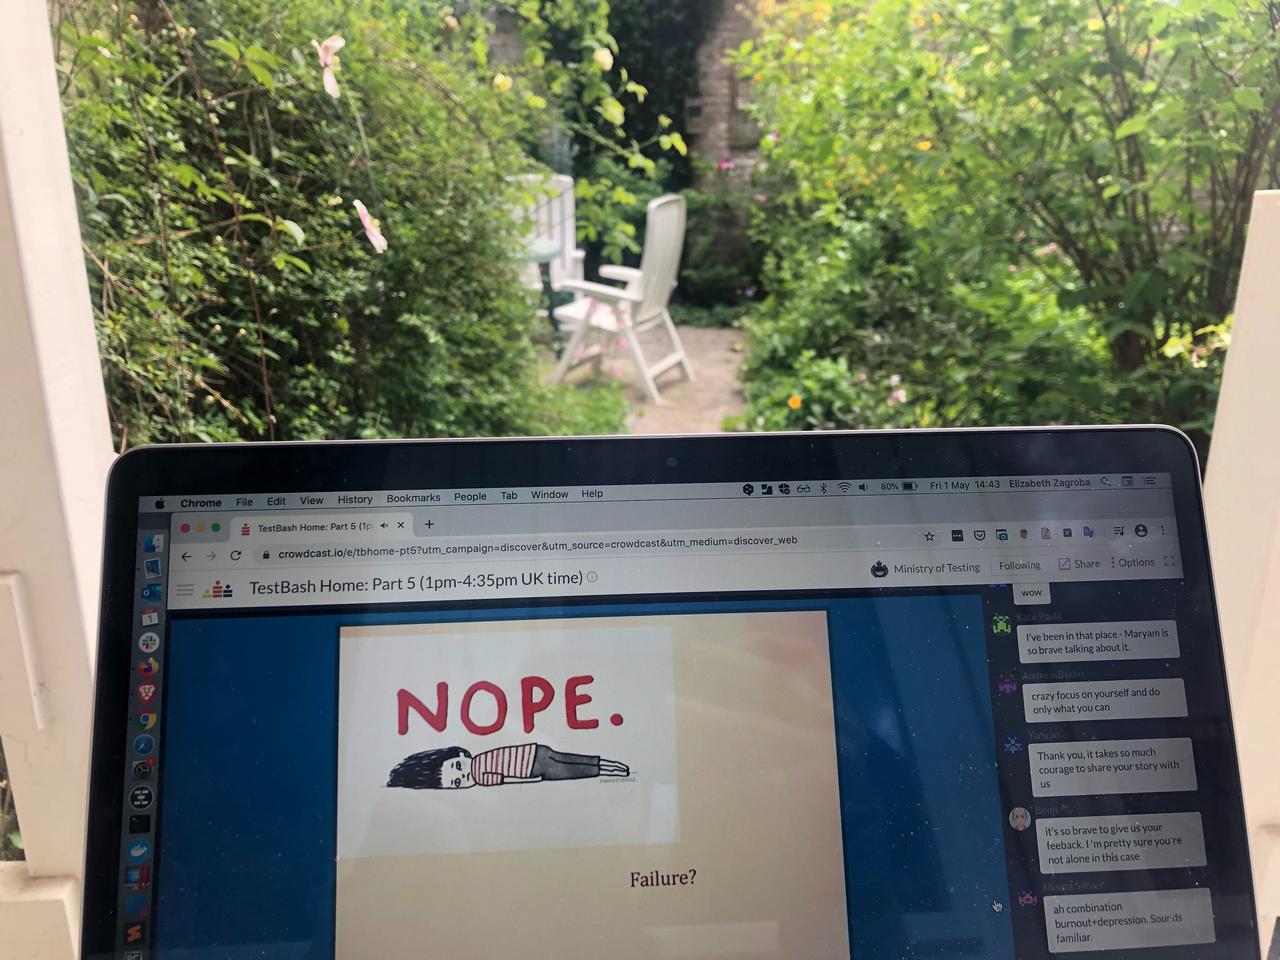 Chrome File Edit View History Bookmarks People Tab Window Help
80% Fri 1 May 14:43 Elizabeth Zagroba
TestBash Home: Part 5 (1p
crowdcast.io/e/tbhome-pt5?utm_campaign=discover&utm_source=crowdcast&utm_medium=discover_web
TestBash Home: Part 5 (1pm-4:35pm UK time)
Ministry of Testing Following Share Options
NOPE.
Failure?
wow
Kate Paulk
I've been in that place - Maryam is
so brave talking about it.
AndreasBerlin
crazy focus on yourself and do
only what you can
Yanyan
Thank you, it takes so much
courage to share your story with
us
Benji
it's so brave to give us your
feeback. I 'm pretty sure you're
not alone in this case
ah combination
burnout+depression. Sounds
familiar.
1